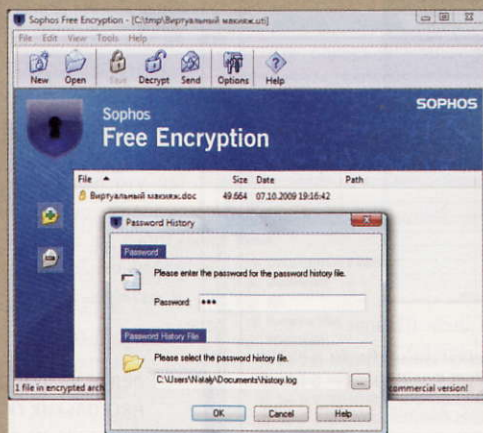 Sophos Free Encryption - [C:\tmp\Виртуальный макияж.uti]
File Edit View Tools Help
New Open Save Decrypt Send Options Help
SOPHOS
Sophos
Free Encryption
File Size Date Path
Виртуальный макияж.doc 49.664 07.10.2009 19:16:42
Password History
Password
Please enter the password for the password history file.
Password: •••
Password History File
Please select the password history file.
C:\Users\Nataly\Documents\history.log ...
1 file in encrypted arch commercial version!
OK Cancel Help